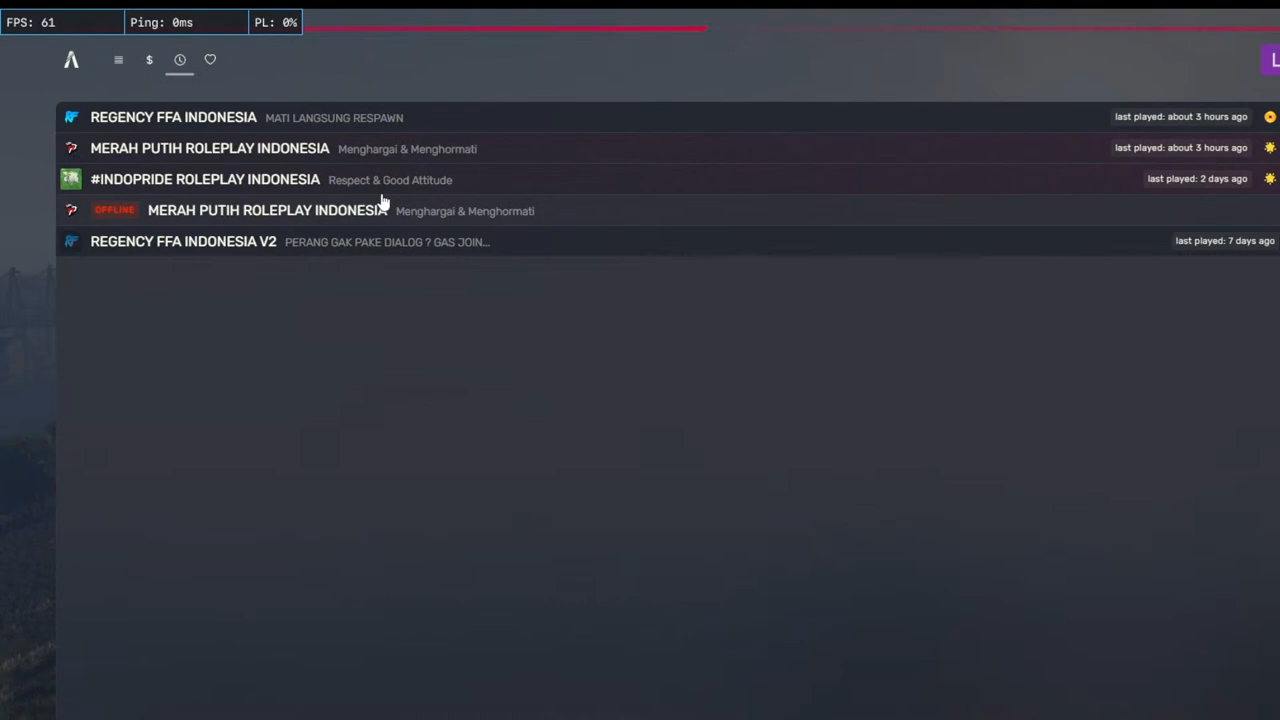 FPS: 61 Ping: 0ms PL: 0%
$ L
REGENCY FFA INDONESIA MATI LANGSUNG RESPAWN last played: about 3 hours ago
MERAH PUTIH ROLEPLAY INDONESIA Menghargai & Menghormati last played: about 3 hours ago
#INDOPRIDE ROLEPLAY INDONESIA Respect & Good Attitude last played: 2 days ago
OFFLINE MERAH PUTIH ROLEPLAY INDONESIA Menghargai & Menghormati
REGENCY FFA INDONESIA V2 PERANG GAK PAKE DIALOG ? GAS JOIN... last played: 7 days ago